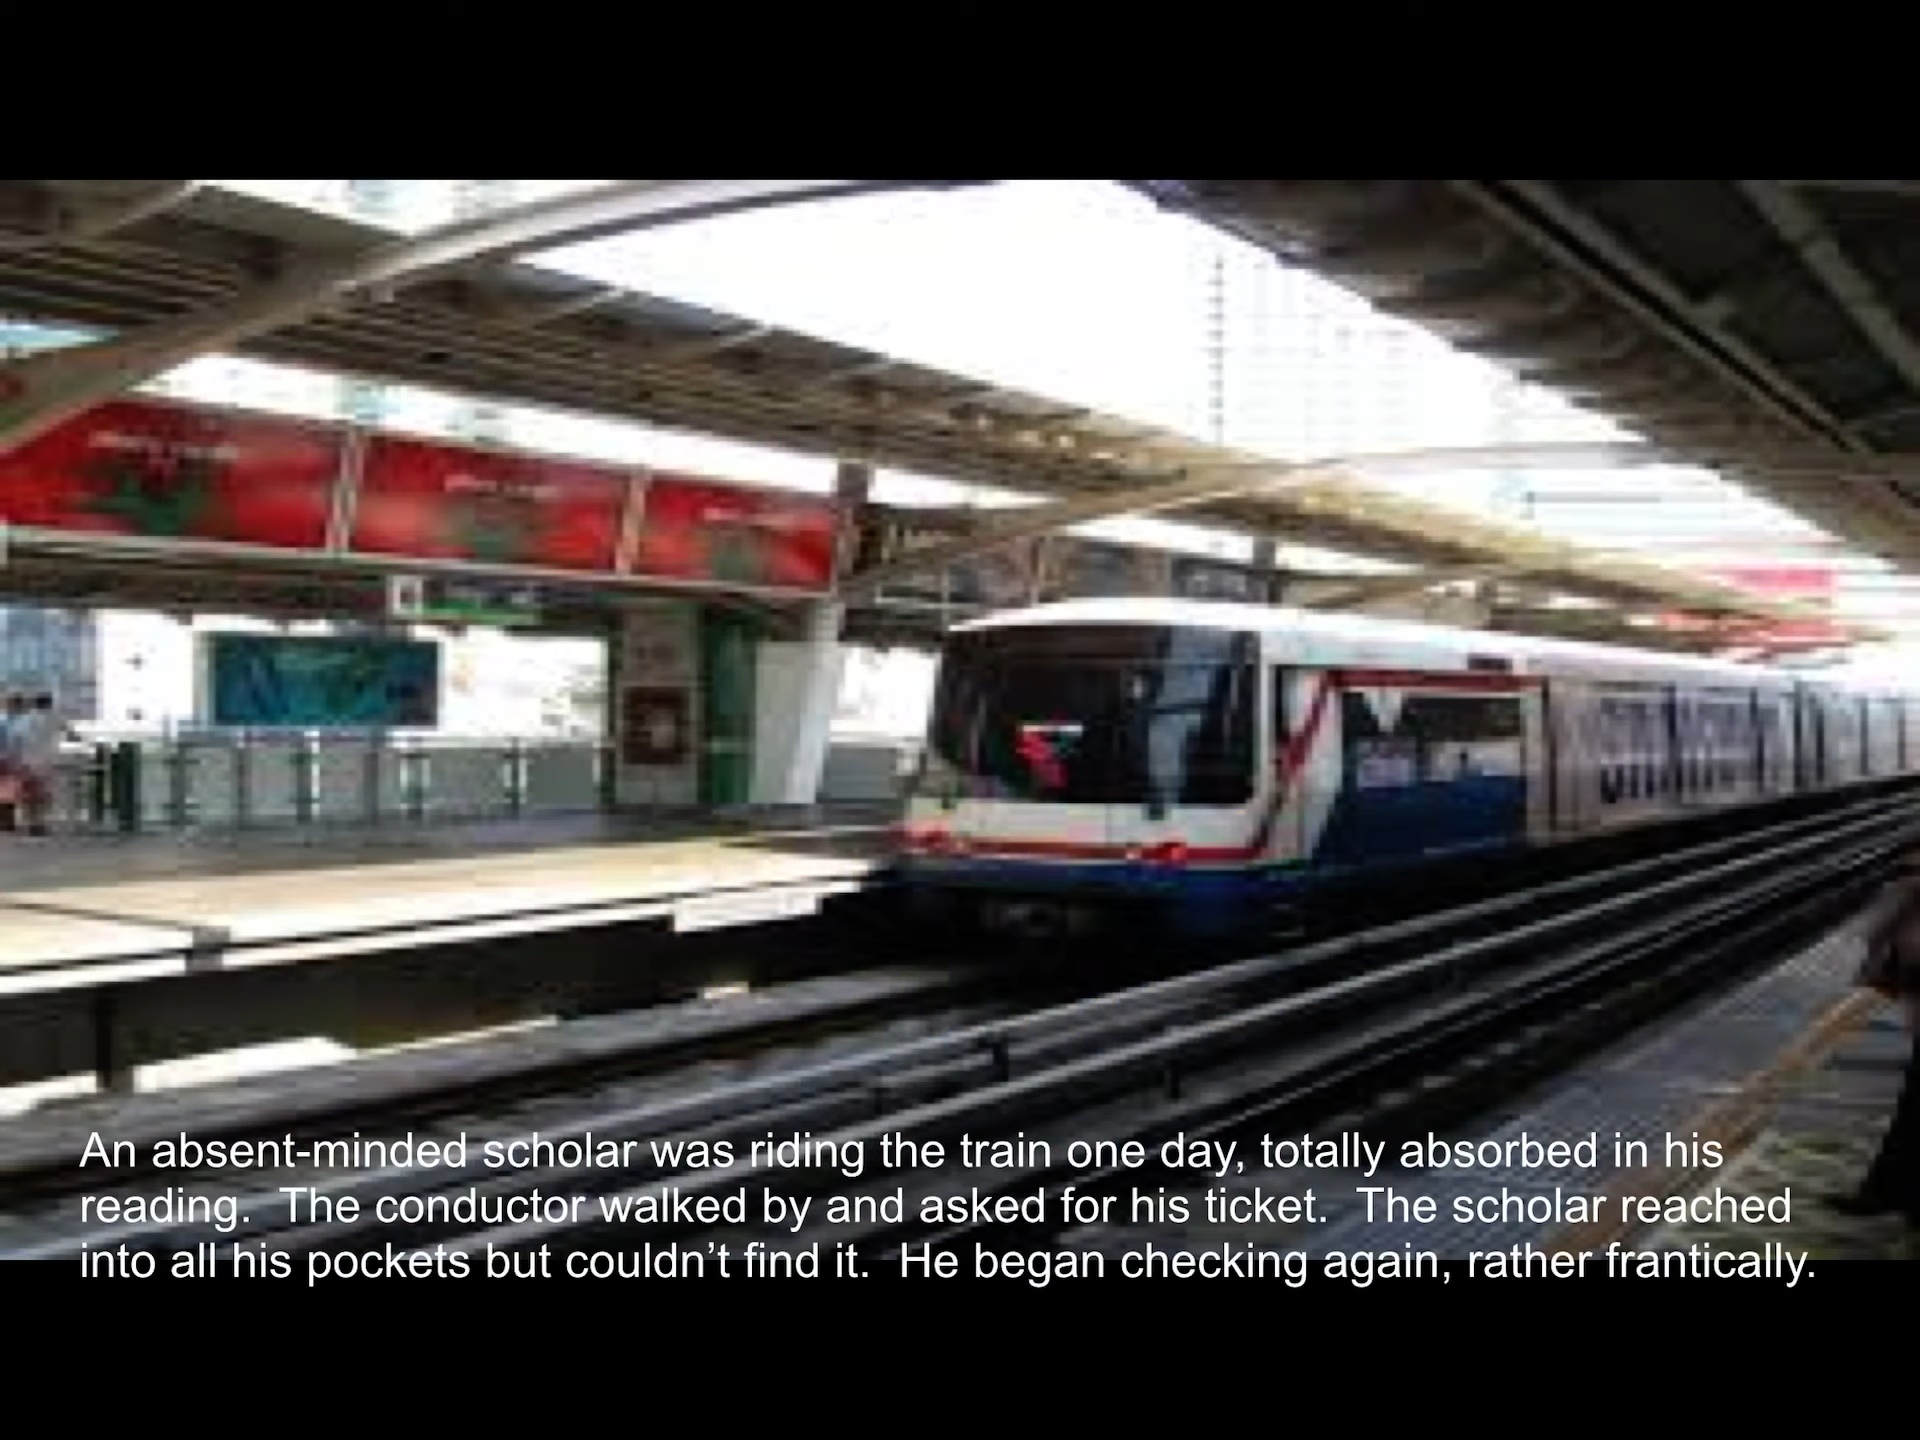 An absent-minded scholar was riding the train one day, totally absorbed in his
reading.  The conductor walked by and asked for his ticket.  The scholar reached
into all his pockets but couldn’t find it.  He began checking again, rather frantically.